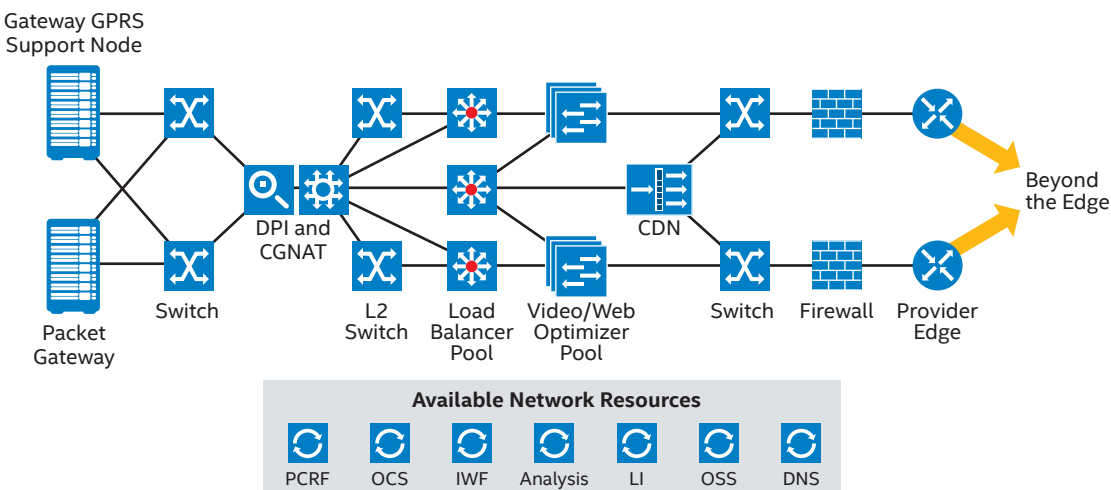 Gateway GPRS
Support Node
DPI and
CGNAT
CDN
Beyond
the Edge
Packet
Gateway
Switch
L2
Switch
Load
Balancer
Pool
Video/Web
Optimizer
Pool
Switch
Firewall
Provider
Edge
Available Network Resources
PCRF
OCS
IWF
Analysis
LI
OSS
DNS